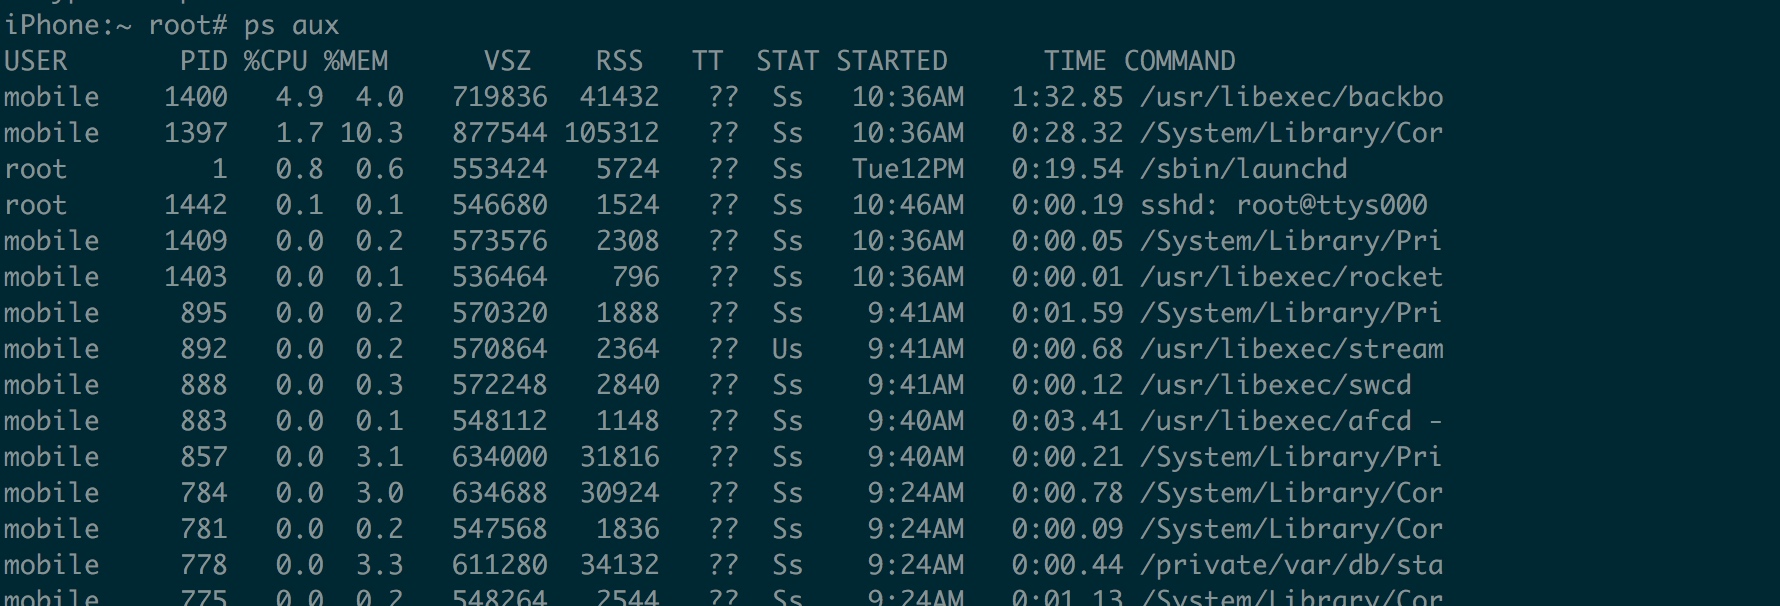 iPhone:~ root# ps aux
USER       PID %CPU %MEM      VSZ    RSS   TT  STAT STARTED      TIME COMMAND
mobile    1400   4.9  4.0   719836  41432   ??  Ss   10:36AM   1:32.85 /usr/libexec/backbo
mobile    1397   1.7 10.3   877544 105312   ??  Ss   10:36AM   0:28.32 /System/Library/Cor
root         1   0.8  0.6   553424   5724   ??  Ss   Tue12PM   0:19.54 /sbin/launchd
root      1442   0.1  0.1   546680   1524   ??  Ss   10:46AM   0:00.19 sshd: root@ttys000
mobile    1409   0.0  0.2   573576   2308   ??  Ss   10:36AM   0:00.05 /System/Library/Pri
mobile    1403   0.0  0.1   536464    796   ??  Ss   10:36AM   0:00.01 /usr/libexec/rocket
mobile     895   0.0  0.2   570320   1888   ??  Ss    9:41AM   0:01.59 /System/Library/Pri
mobile     892   0.0  0.2   570864   2364   ??  Us    9:41AM   0:00.68 /usr/libexec/stream
mobile     888   0.0  0.3   572248   2840   ??  Ss    9:41AM   0:00.12 /usr/libexec/swcd
mobile     883   0.0  0.1   548112   1148   ??  Ss    9:40AM   0:03.41 /usr/libexec/afcd -
mobile     857   0.0  3.1   634000  31816   ??  Ss    9:40AM   0:00.21 /System/Library/Pri
mobile     784   0.0  3.0   634688  30924   ??  Ss    9:24AM   0:00.78 /System/Library/Cor
mobile     781   0.0  0.2   547568   1836   ??  Ss    9:24AM   0:00.09 /System/Library/Cor
mobile     778   0.0  3.3   611280  34132   ??  Ss    9:24AM   0:00.44 /private/var/db/sta
mobile     775   0.0  0.2   548264   2544   ??  Ss    9:24AM   0:01.13 /System/Library/Cor